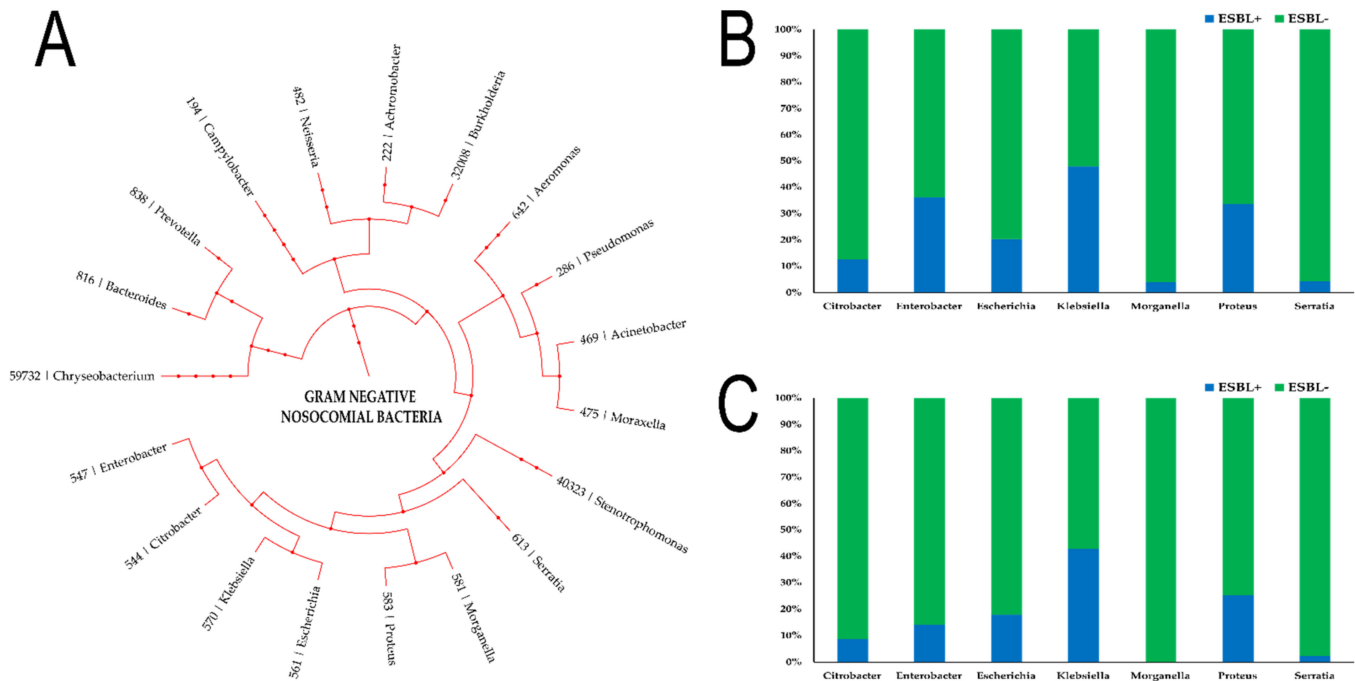 A
482 | Neisseria
222 | Achromobacter
32008 | Burkholderia
194 | Campylobacter
642 | Aeromonas
838 | Prevotella
286 | Pseudomonas
816 | Bacteroides
469 | Acinetobacter
59732 | Chryseobacterium
GRAM NEGATIVE
NOSOCOMIAL BACTERIA
475 | Moraxella
547 | Enterobacter
40323 | Stenotrophomonas
544 | Citrobacter
613 | Serratia
570 | Klebsiella
561 | Escherichia
583 | Proteus
581 | Morganella
B
ESBL+ ESBL-
100%
90%
80%
70%
60%
50%
40%
30%
20%
10%
0%
Citrobacter Enterobacter Escherichia Klebsiella Morganella Proteus Serratia
C
ESBL+ ESBL-
100%
90%
80%
70%
60%
50%
40%
30%
20%
10%
0%
Citrobacter Enterobacter Escherichia Klebsiella Morganella Proteus Serratia